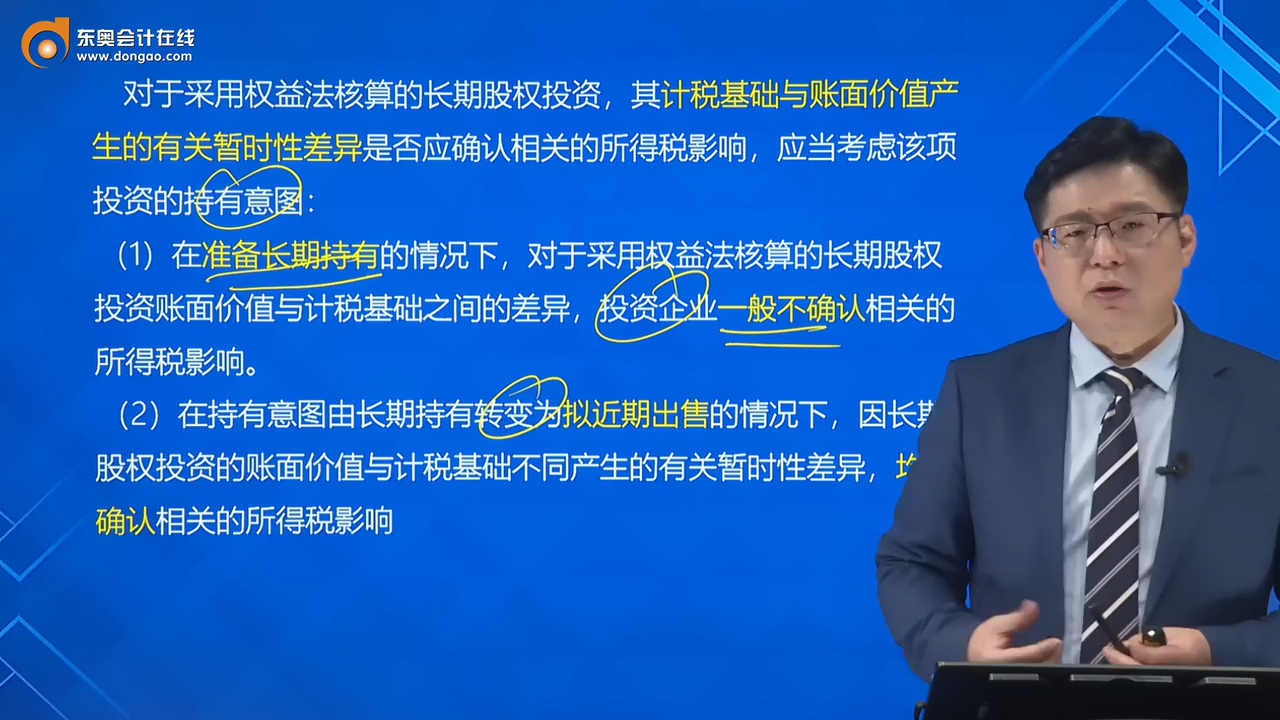 东奥会计在线
www.dongao.com
对于采用权益法核算的长期股权投资，其计税基础与账面价值产
生的有关暂时性差异是否应确认相关的所得税影响，应当考虑该项
投资的持有意图：
（1）在准备长期持有的情况下，对于采用权益法核算的长期股权
投资账面价值与计税基础之间的差异，投资企业一般不确认相关的
所得税影响。
（2）在持有意图由长期持有转变为拟近期出售的情况下，因长
股权投资的账面价值与计税基础不同产生的有关暂时性差异，
确认相关的所得税影响